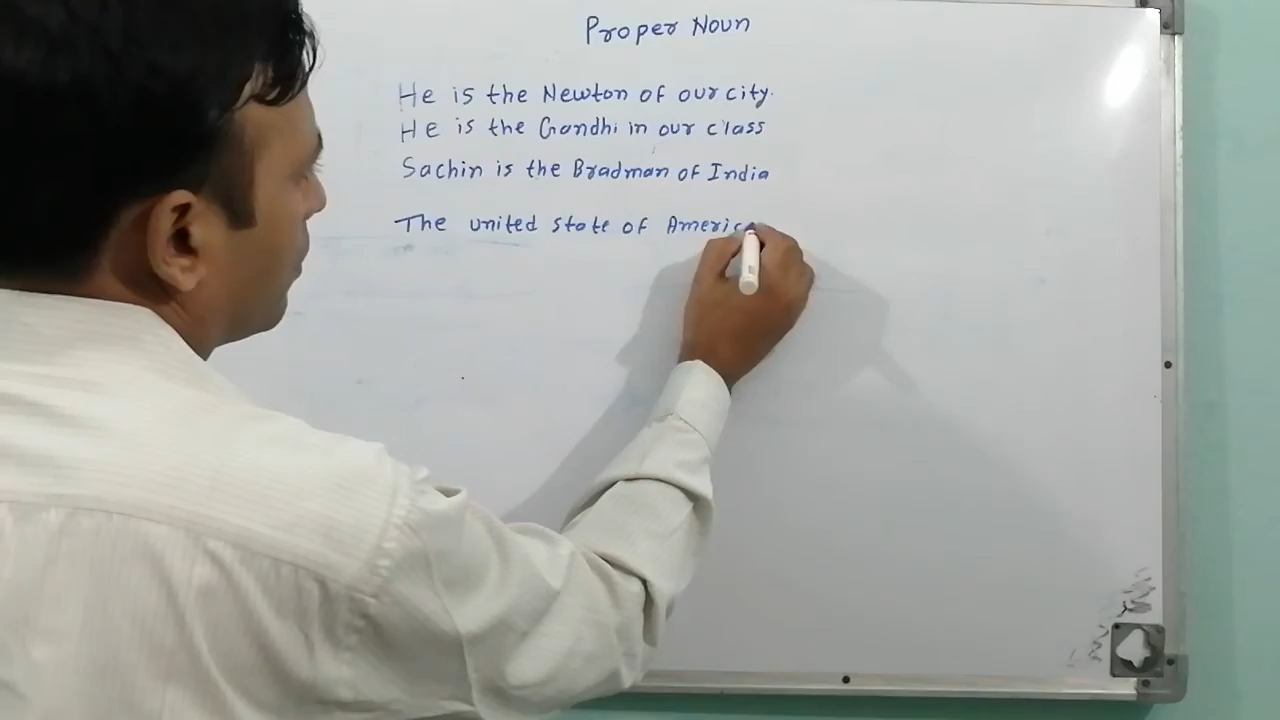 Proper Noun
He is the Newton of our city.
He is the Gandhi in our class
Sachin is the Bradman of India
The united state of America